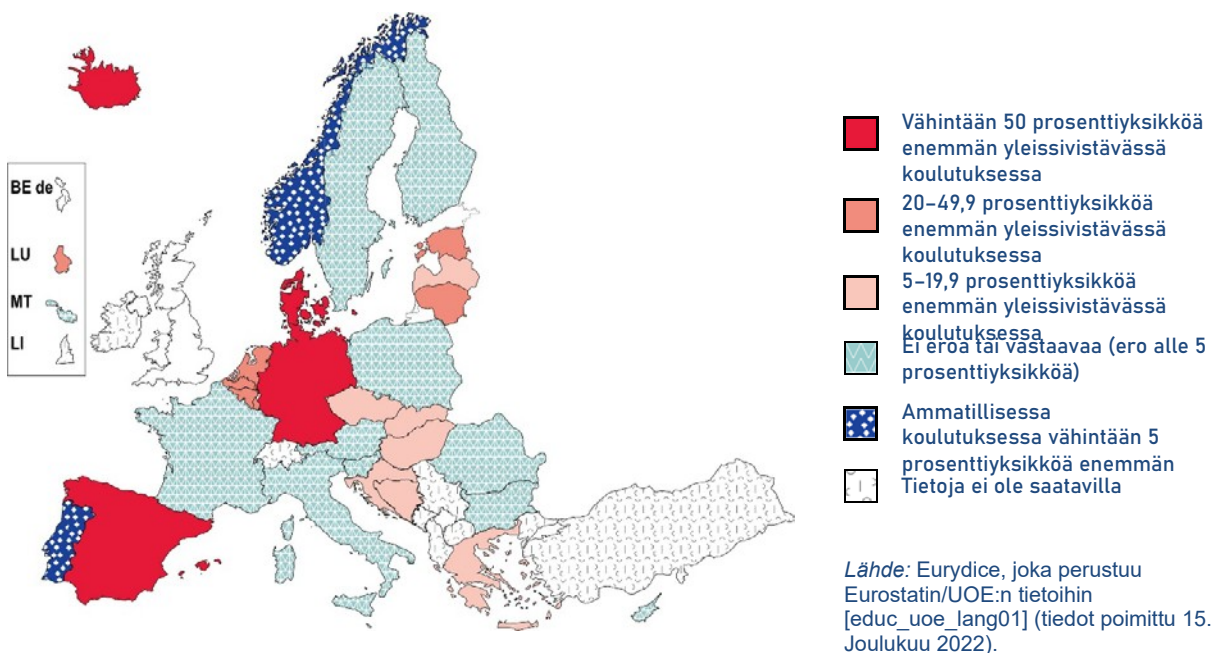 BE de
LU
MT
LI
Vähintään 50 prosenttiyksikköä
enemmän yleissivistävässä
koulutuksessa
20–49,9 prosenttiyksikköä
enemmän yleissivistävässä
koulutuksessa
5–19,9 prosenttiyksikköä
enemmän yleissivistävässä
koulutuksessa
Ei eroa tai vastaavaa (ero alle 5
prosenttiyksikköä)
Ammatillisessa
koulutuksessa vähintään 5
prosenttiyksikköä enemmän
Tietoja ei ole saatavilla
Lähde: Eurydice, joka perustuu
Eurostatin/UOE:n tietoihin
[educ_uoe_lang01] (tiedot poimittu 15.
Joulukuu 2022).